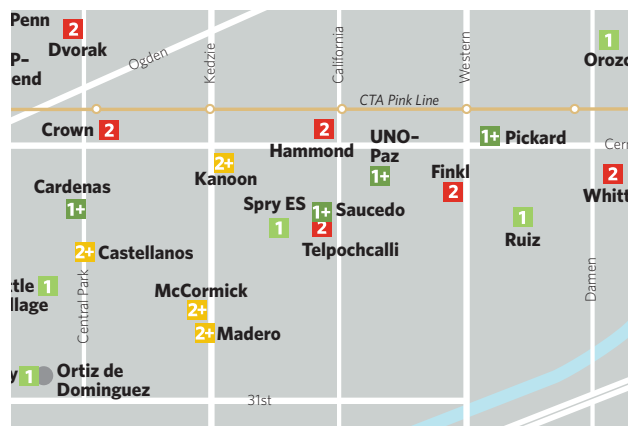 Penn
2
Dvorak
P–
end
Ogden
Kedzie
California
Western
1
Oroz
CTA Pink Line
Crown 2
2
Hammond
UNO–
Paz
1+
1+ Pickard
Cer
2+
Kanoon
Finkl
2
2
Whitt
Cardenas
1+
Spry ES
1
1+ Saucedo
2
Telpochcalli
1
Ruiz
2+ Castellanos
ttle 1
llage
Central Park
Damen
McCormick
2+
2+ Madero
y 1
Ortiz de
Dominguez
31st